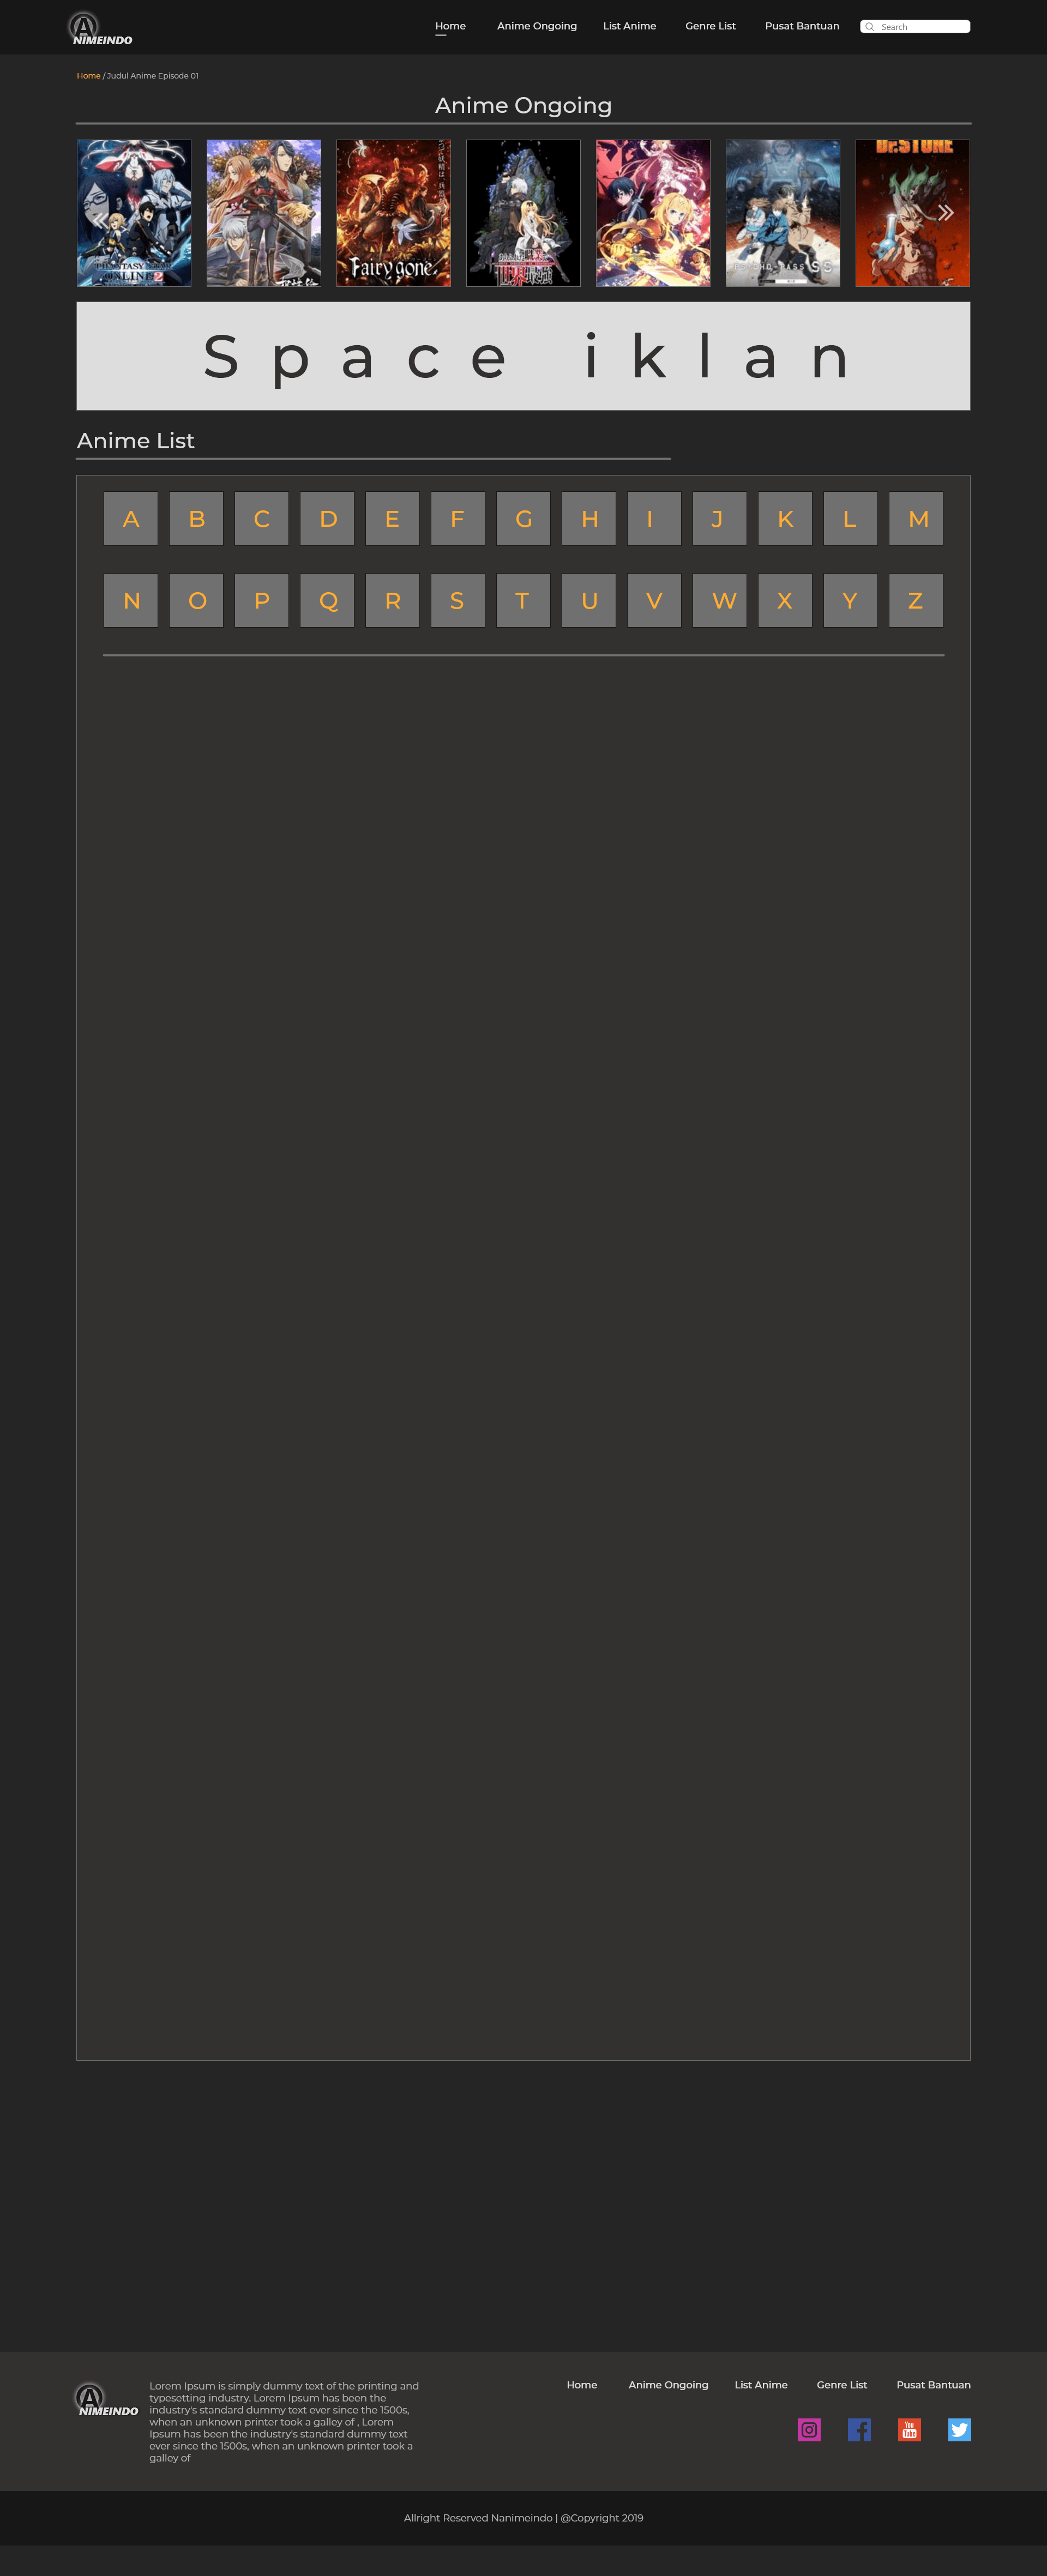 A
NIMEINDO
Home Anime Ongoing List Anime Genre List Pusat Bantuan Search
Home / Judul Anime Episode 01
Anime Ongoing
Fairy gone.
Dr.STONE
Space iklan
Anime List
A B C D E F G H I J K L M
N O P Q R S T U V W X Y Z
A
NIMEINDO
Lorem Ipsum is simply dummy text of the printing and
typesetting industry. Lorem Ipsum has been the
industry's standard dummy text ever since the 1500s,
when an unknown printer took a galley of , Lorem
Ipsum has been the industry's standard dummy text
ever since the 1500s, when an unknown printer took a
galley of
Home Anime Ongoing List Anime Genre List Pusat Bantuan
You
Tube
Allright Reserved Nanimeindo | @Copyright 2019